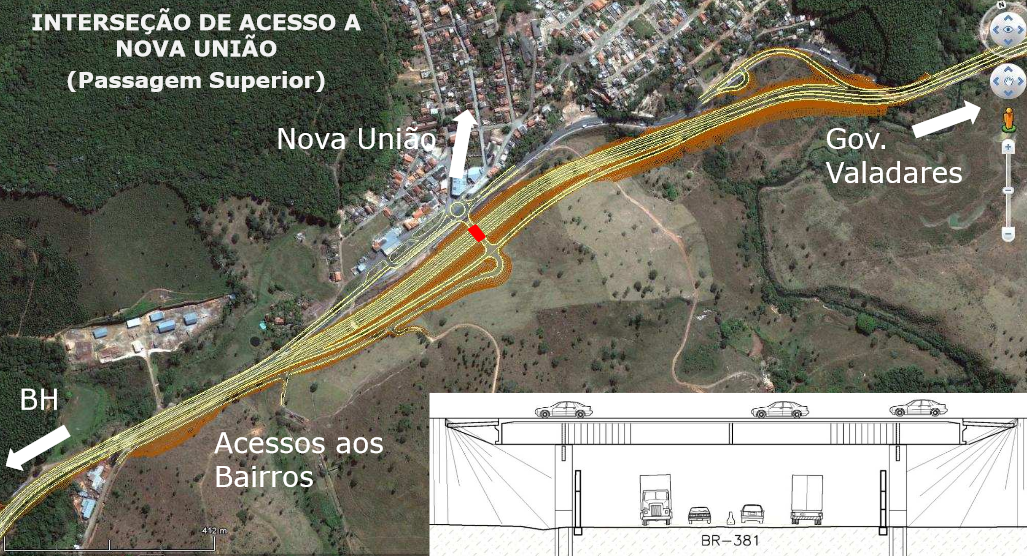 INTERSEÇÃO DE ACESSO A
NOVA UNIÃO
(Passagem Superior)
N
Nova União
Gov.
Valadares
BH
Acessos aos
Bairros
412 m
BR-381